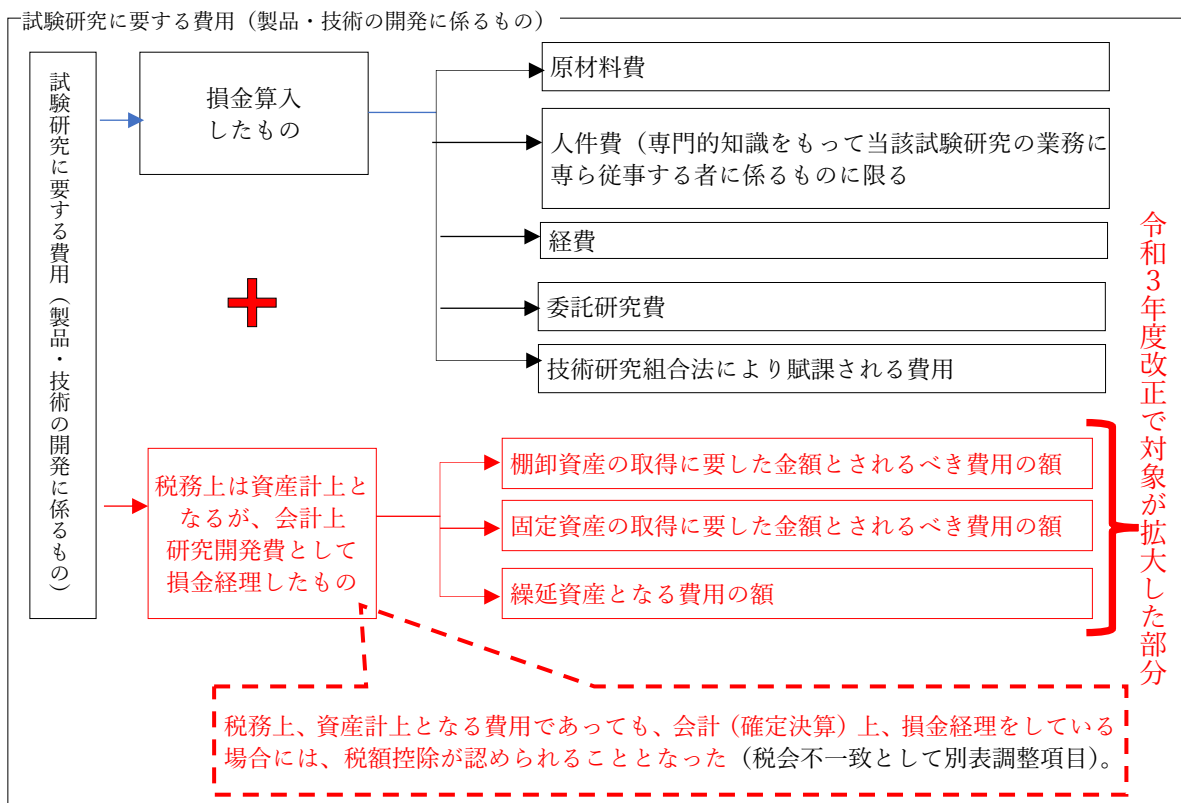 試験研究に要する費用（製品・技術の開発に係るもの）
試験研究に要する費用（製品・技術の開発に係るもの）
損金算入
したもの
原材料費
人件費（専門的知識をもって当該試験研究の業務に
専ら従事する者に係るものに限る
経費
委託研究費
技術研究組合法により賦課される費用
税務上は資産計上と
なるが、会計上
研究開発費として
損金経理したもの
棚卸資産の取得に要した金額とされるべき費用の額
固定資産の取得に要した金額とされるべき費用の額
繰延資産となる費用の額
令和３年度改正で対象が拡大した部分
税務上、資産計上となる費用であっても、会計（確定決算）上、損金経理をしている
場合には、税額控除が認められることとなった（税会不一致として別表調整項目）。